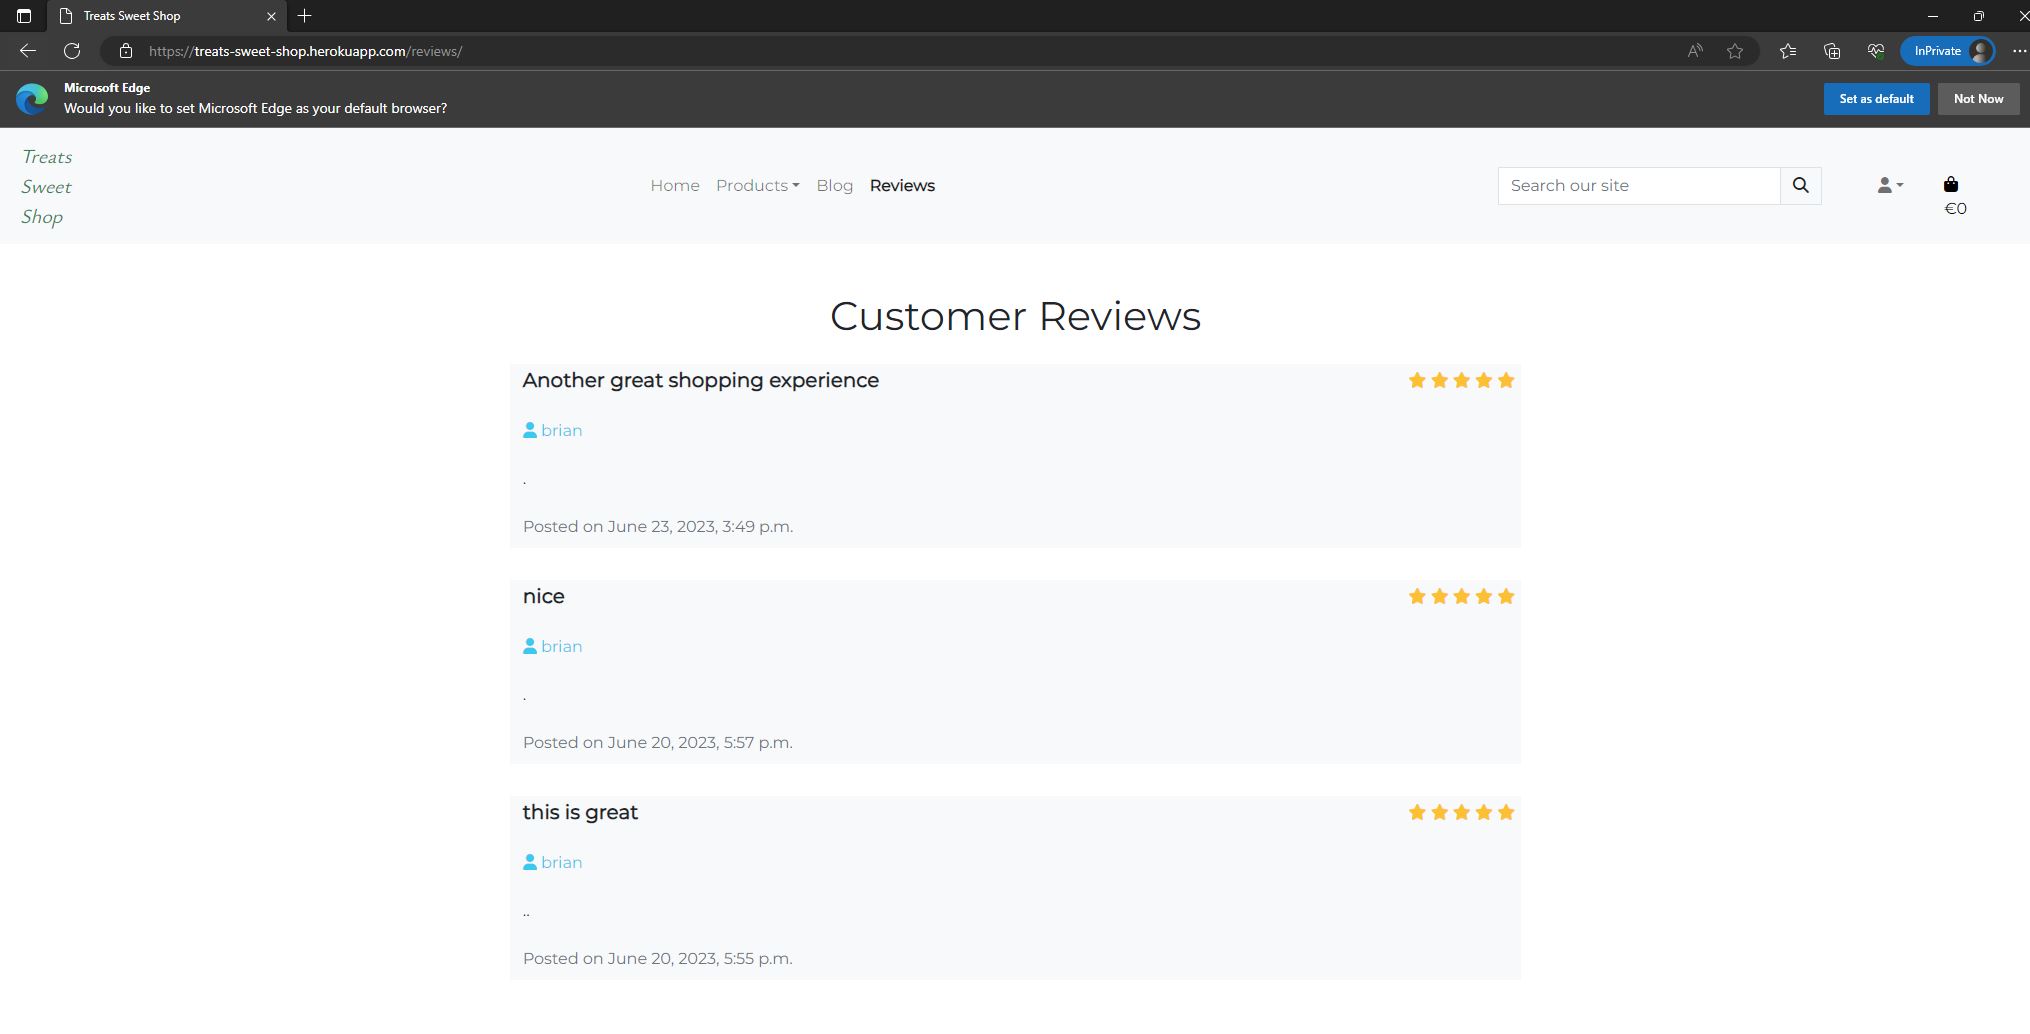 Treats Sweet Shop
https://treats-sweet-shop.herokuapp.com/reviews/
InPrivate
Microsoft Edge
Would you like to set Microsoft Edge as your default browser?
Set as default
Not Now
Treats
Sweet
Shop
Home Products Blog Reviews
Search our site
€0
Customer Reviews
Another great shopping experience
brian
.
Posted on June 23, 2023, 3:49 p.m.
nice
brian
.
Posted on June 20, 2023, 5:57 p.m.
this is great
brian
..
Posted on June 20, 2023, 5:55 p.m.